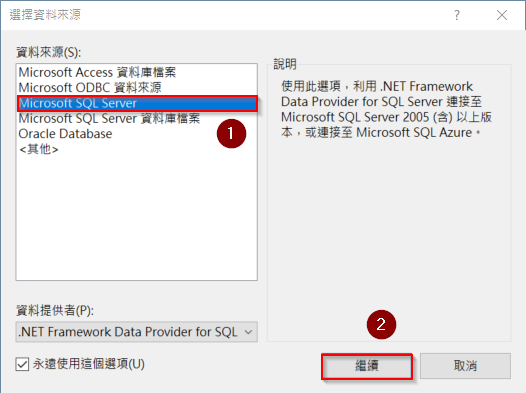 選擇資料來源
資料來源(S):
Microsoft Access 資料庫檔案
Microsoft ODBC 資料來源
Microsoft SQL Server
Microsoft SQL Server 資料庫檔案
Oracle Database
<其他>
1
說明
使用此選項，利用 .NET Framework
Data Provider for SQL Server 連接至
Microsoft SQL Server 2005 (含) 以上版
本，或連接至 Microsoft SQL Azure。
資料提供者(P):
.NET Framework Data Provider for SQL
永遠使用這個選項(U)
2
繼續
取消